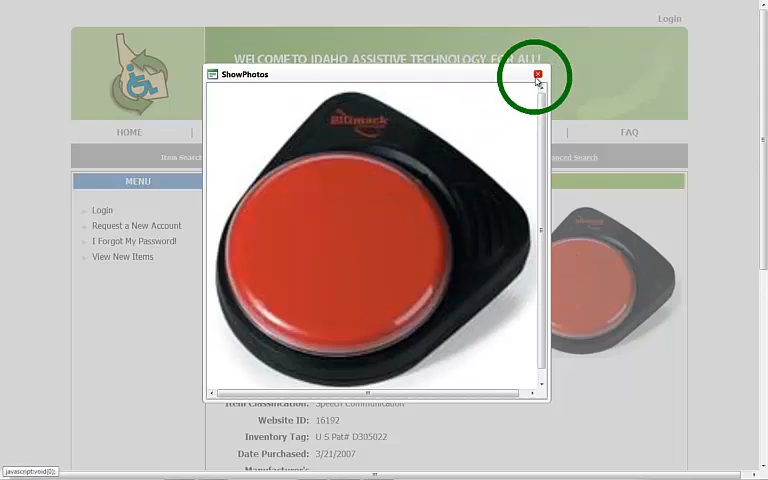 Login
WELCOME TO IDAHO ASSISTIVE TECHNOLOGY FOR ALL!
ShowPhotos
BIGmack
HOME
FAQ
Item Search
Advanced Search
MENU
Login
Request a New Account
I Forgot My Password!
View New Items
Item Classification: Speech Communication
Website ID: 16192
Inventory Tag: U S Pat# D305022
Date Purchased: 3/21/2007
Manufacturer's
javascript:void(0);